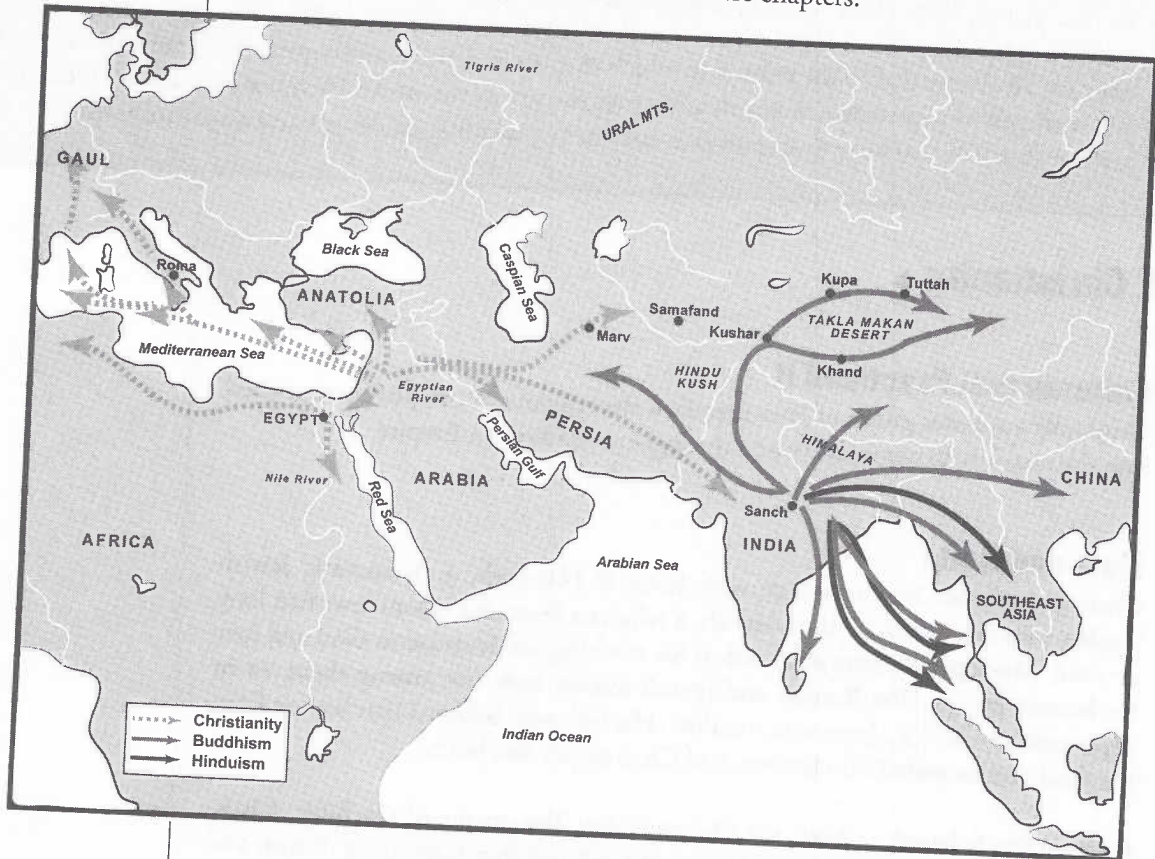 chapters.
Tigris River
URAL MTS.
GAUL
Black Sea
Caspian Sea
Roma
ANATOLIA
Kupa
Tuttah
Samafand
Kushar
TAKLA MAKAN
DESERT
Marv
Mediterranean Sea
Khand
HINDU
KUSH
Egyptian
River
EGYPT
PERSIA
Persian Gulf
HIMALAYA
Nile River
ARABIA
CHINA
Red Sea
Sanch
INDIA
AFRICA
Arabian Sea
SOUTHEAST
ASIA
Christianity
Buddhism
Hinduism
Indian Ocean